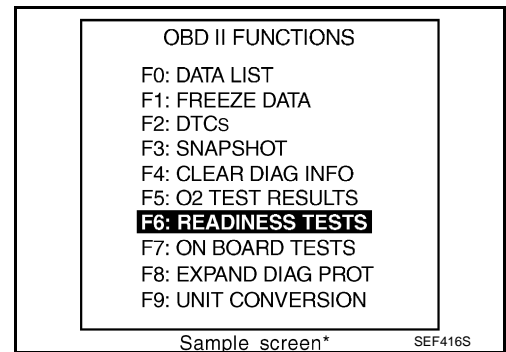 OBD II FUNCTIONS
F0: DATA LIST
F1: FREEZE DATA
F2: DTCs
F3: SNAPSHOT
F4: CLEAR DIAG INFO
F5: O2 TEST RESULTS
F6: READINESS TESTS
F7: ON BOARD TESTS
F8: EXPAND DIAG PROT
F9: UNIT CONVERSION
Sample screen* SEF416S